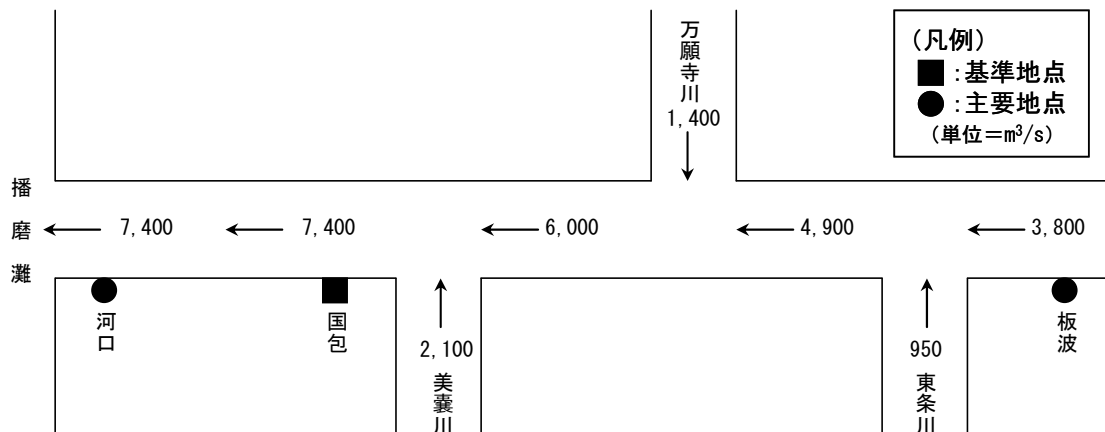 万願寺川
1,400
(凡例)
■:基準地点
●:主要地点
(単位=m³/s)
播磨灘
7,400
7,400
6,000
4,900
3,800
河口
国包
2,100
美嚢川
950
東条川
板波